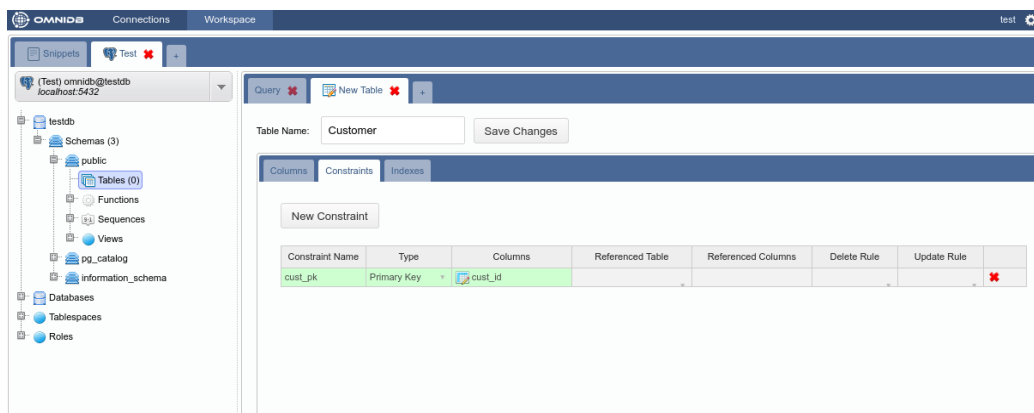 OMNIDB Connections Workspace test
Snippets Test +
(Test) omnidb@testdb
localhost:5432
Query New Table +
testdb
Schemas (3)
public
Tables (0)
Functions
Sequences
Views
pg_catalog
information_schema
Databases
Tablespaces
Roles
Table Name: Customer Save Changes
Columns Constraints Indexes
New Constraint
Constraint Name Type Columns Referenced Table Referenced Columns Delete Rule Update Rule
cust_pk Primary Key cust_id